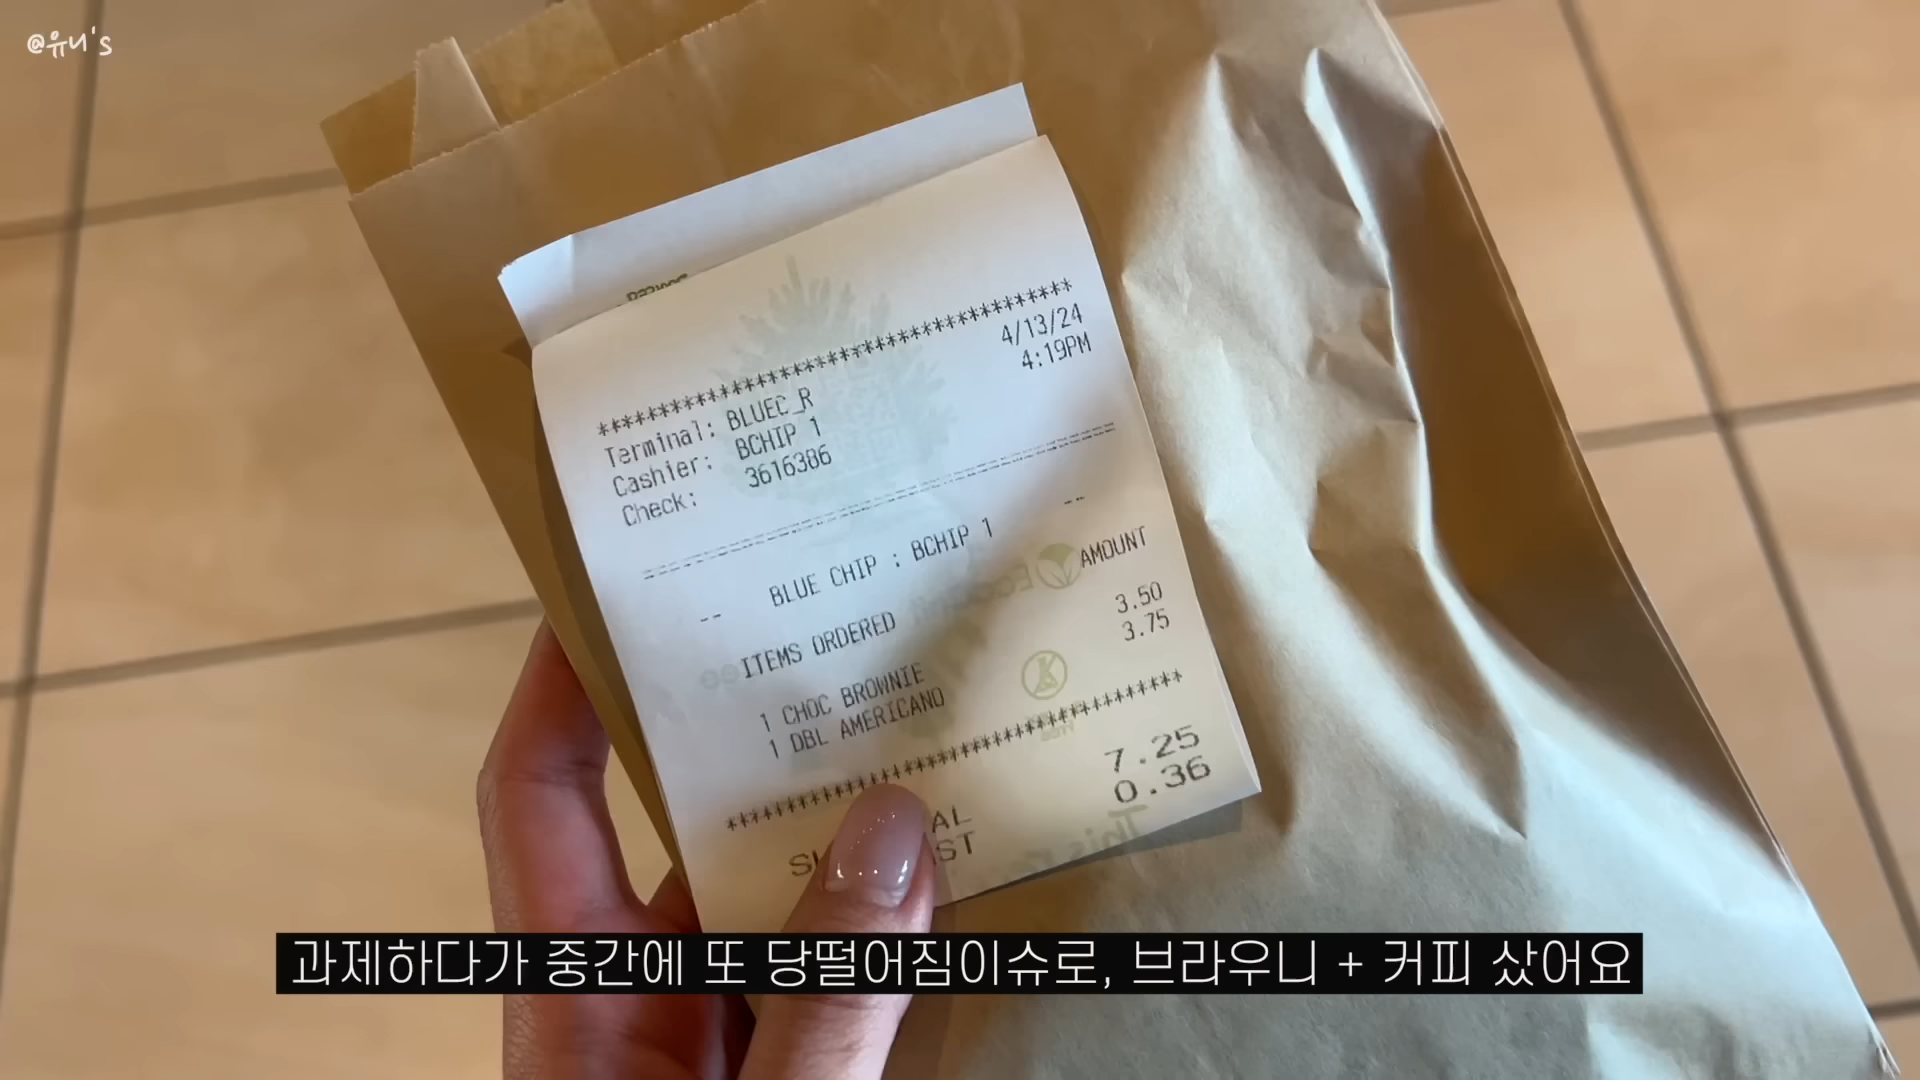 @유니's
****************************************
4/13/24
4:19PM
Terminal: BLUEC_R
Cashier: BCHIP 1
Check: 3616386
-- BLUE CHIP : BCHIP 1 --
ITEMS ORDERED AMOUNT
1 CHOC BROWNIE 3.50
1 DBL AMERICANO 3.75
****************************************
7.25
0.36
과제하다가 중간에 또 당떨어짐이슈로, 브라우니 + 커피 샀어요